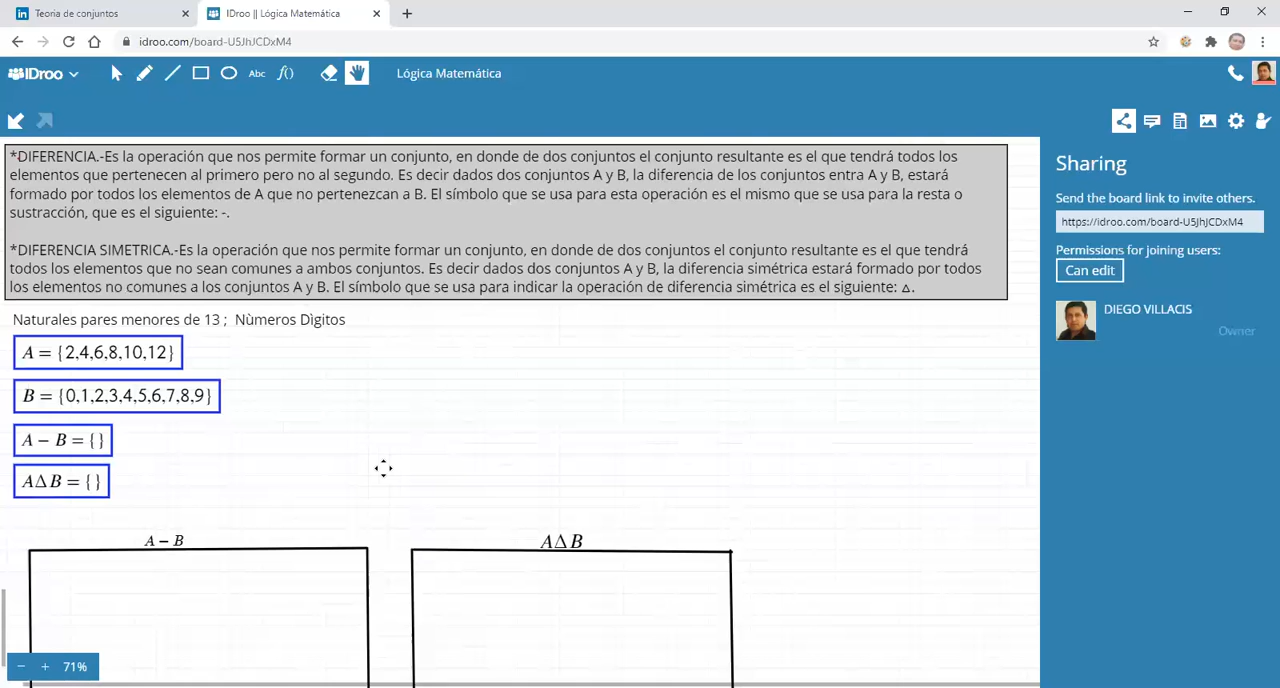 Teoria de conjuntos
IDroo || Lógica Matemática
idroo.com/board-U5JhJCDxM4
IDroo
Abc
f()
Lógica Matemática
*DIFERENCIA.-Es la operación que nos permite formar un conjunto, en donde de dos conjuntos el conjunto resultante es el que tendrá todos los
elementos que pertenecen al primero pero no al segundo. Es decir dados dos conjuntos A y B, la diferencia de los conjuntos entra A y B, estará
formado por todos los elementos de A que no pertenezcan a B. El símbolo que se usa para esta operación es el mismo que se usa para la resta o
sustracción, que es el siguiente: -.
*DIFERENCIA SIMETRICA.-Es la operación que nos permite formar un conjunto, en donde de dos conjuntos el conjunto resultante es el que tendrá
todos los elementos que no sean comunes a ambos conjuntos. Es decir dados dos conjuntos A y B, la diferencia simétrica estará formado por todos
los elementos no comunes a los conjuntos A y B. El símbolo que se usa para indicar la operación de diferencia simétrica es el siguiente: △.
Naturales pares menores de 13 ; Nùmeros Dìgitos
A = {2,4,6,8,10,12}
B = {0,1,2,3,4,5,6,7,8,9}
A − B = { }
A Δ B = { }
A − B
A Δ B
71%
Sharing
Send the board link to invite others.
https://idroo.com/board-U5JhJCDxM4
Permissions for joining users:
Can edit
DIEGO VILLACIS
Owner